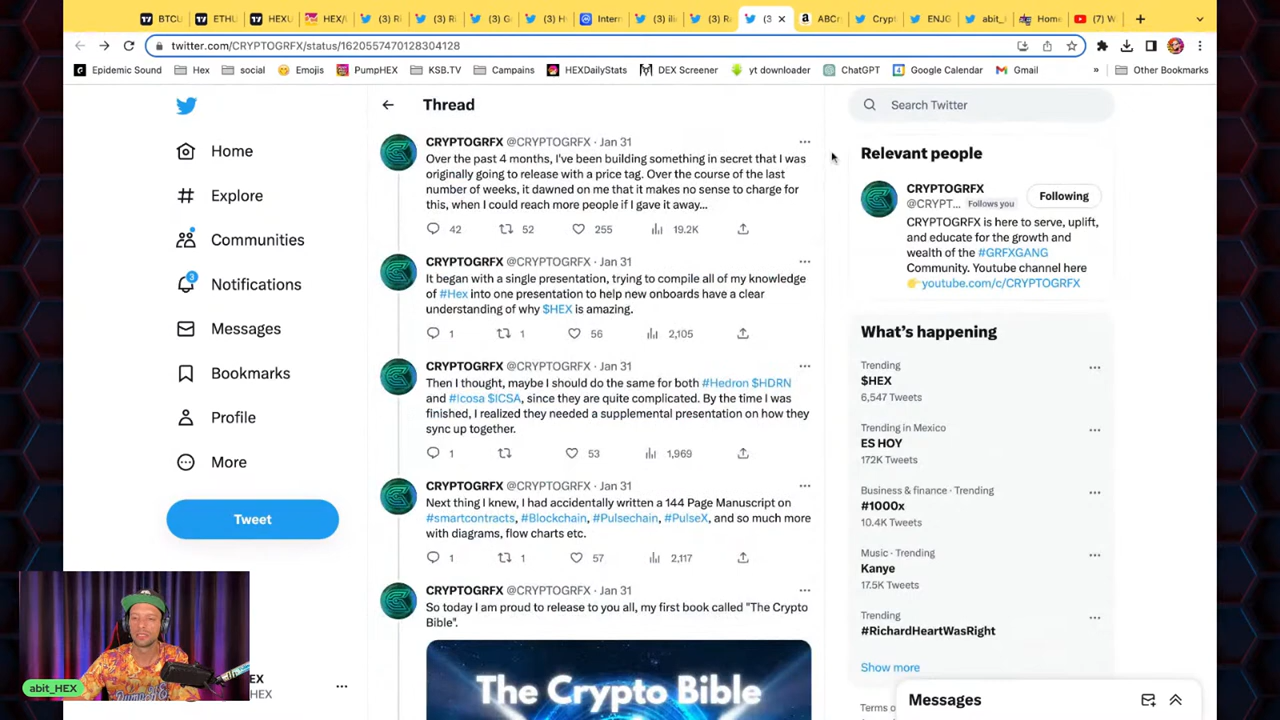 BTCU
ETHU
HEXU
HEX/
(3) Ri
(3) Ri
(3) G
(3) H
Intern
(3) ille
(3) Ra
(3
ABCr
Crypt
ENJG
abit_
Home
(7) W
twitter.com/CRYPTOGRFX/status/1620557470128304128
Epidemic Sound
Hex
social
Emojis
PumpHEX
KSB.TV
Campains
HEXDailyStats
DEX Screener
yt downloader
ChatGPT
Google Calendar
Gmail
»
Other Bookmarks
Home
Explore
Communities
3
Notifications
Messages
Bookmarks
Profile
More
Tweet
Thread
CRYPTOGRFX @CRYPTOGRFX · Jan 31
Over the past 4 months, I've been building something in secret that I was
originally going to release with a price tag. Over the course of the last
number of weeks, it dawned on me that it makes no sense to charge for
this, when I could reach more people if I gave it away...
42 52 255 19.2K
CRYPTOGRFX @CRYPTOGRFX · Jan 31
It began with a single presentation, trying to compile all of my knowledge
of #Hex into one presentation to help new onboards have a clear
understanding of why $HEX is amazing.
1 1 56 2,105
CRYPTOGRFX @CRYPTOGRFX · Jan 31
Then I thought, maybe I should do the same for both #Hedron $HDRN
and #Icosa $ICSA, since they are quite complicated. By the time I was
finished, I realized they needed a supplemental presentation on how they
sync up together.
1 53 1,969
CRYPTOGRFX @CRYPTOGRFX · Jan 31
Next thing I knew, I had accidentally written a 144 Page Manuscript on
#smartcontracts, #Blockchain, #Pulsechain, #PulseX, and so much more
with diagrams, flow charts etc.
1 1 57 2,117
CRYPTOGRFX @CRYPTOGRFX · Jan 31
So today I am proud to release to you all, my first book called "The Crypto
Bible".
The Crypto Bible
Search Twitter
Relevant people
CRYPTOGRFX
@CRYPT... Follows you
Following
CRYPTOGRFX is here to serve, uplift,
and educate for the growth and
wealth of the #GRFXGANG
Community. Youtube channel here
youtube.com/c/CRYPTOGRFX
What's happening
Trending
$HEX
6,547 Tweets
Trending in Mexico
ES HOY
172K Tweets
Business & finance · Trending
#1000x
10.4K Tweets
Music · Trending
Kanye
17.5K Tweets
Trending
#RichardHeartWasRight
Show more
Terms o
Messages
EX
HEX
abit_HEX